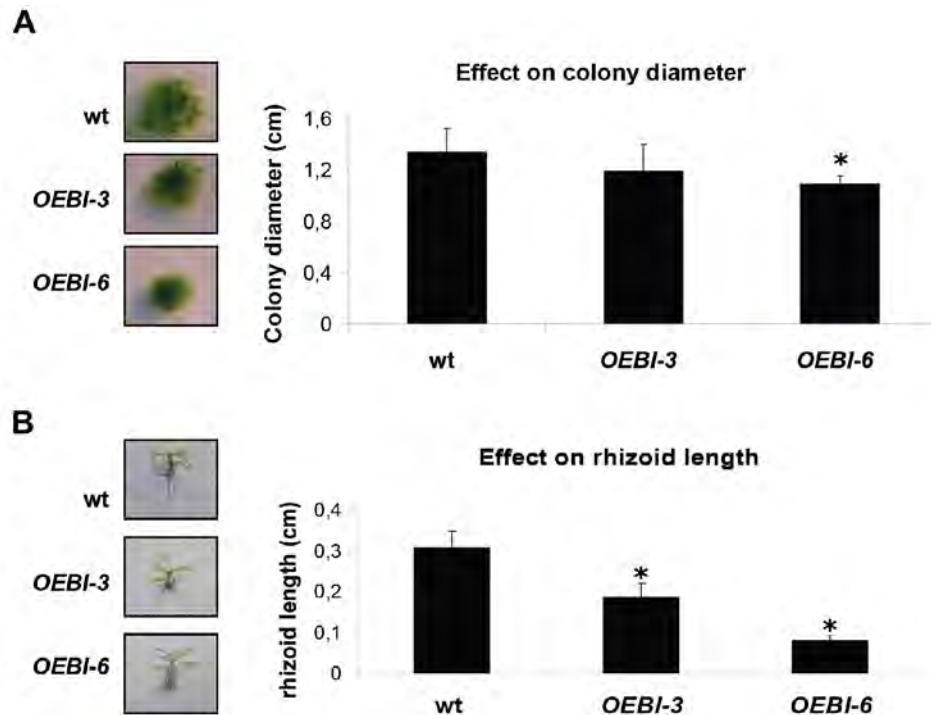 A
Effect on colony diameter
wt
OEBI-3
OEBI-6
Colony diameter (cm)
1,6
1,2
0,8
0,4
0
*
wt OEBI-3 OEBI-6
B
Effect on rhizoid length
wt
OEBI-3
OEBI-6
rhizoid length (cm)
0,4
0,3
0,2
0,1
0
*
*
wt OEBI-3 OEBI-6